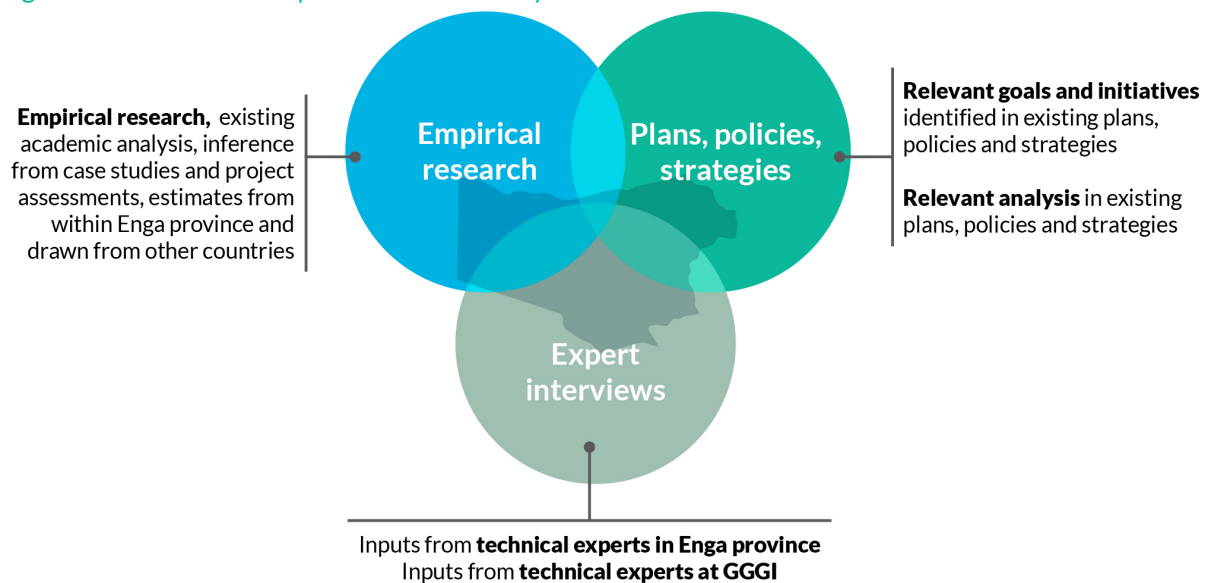 Empirical
research
Plans, policies,
strategies
Expert
interviews
Empirical research, existing
academic analysis, inference
from case studies and project
assessments, estimates from
within Enga province and
drawn from other countries
Relevant goals and initiatives
identified in existing plans,
policies and strategies
Relevant analysis in existing
plans, policies and strategies
Inputs from technical experts in Enga province
Inputs from technical experts at GGGI